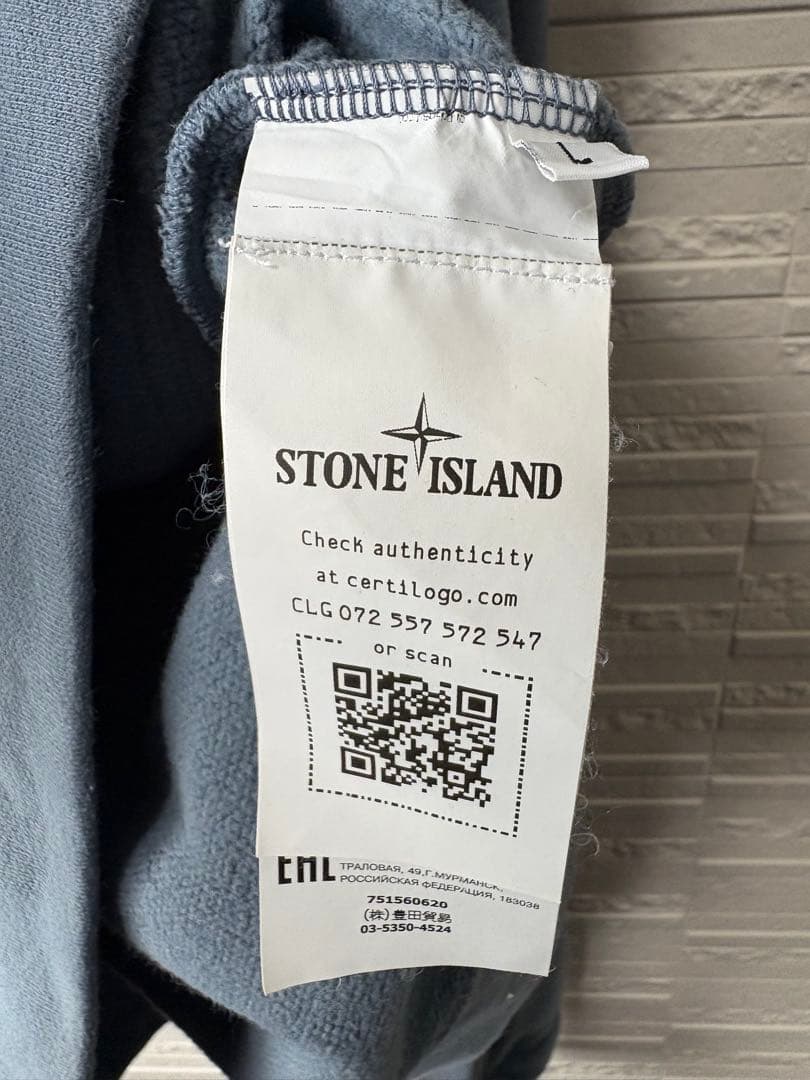 L
STONE ISLAND
Check authenticity
at certilogo.com
CLG 072 557 572 547
or scan
EAC ТРАЛОВАЯ, 49, Г.МУРМАНСК,
РОССИЙСКАЯ ФЕДЕРАЦИЯ, 183038
751560620
(株)豊田貿易
03-5350-4524